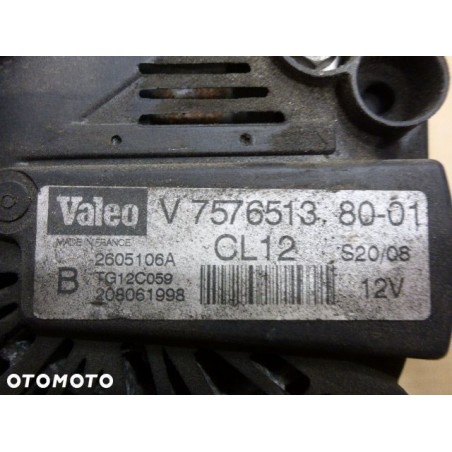 Valeo V 7576513 80-01
MADE IN FRANCE
CL12 S20/08
2605106A
B TG12C059
208061998
12V
OTOMOTO